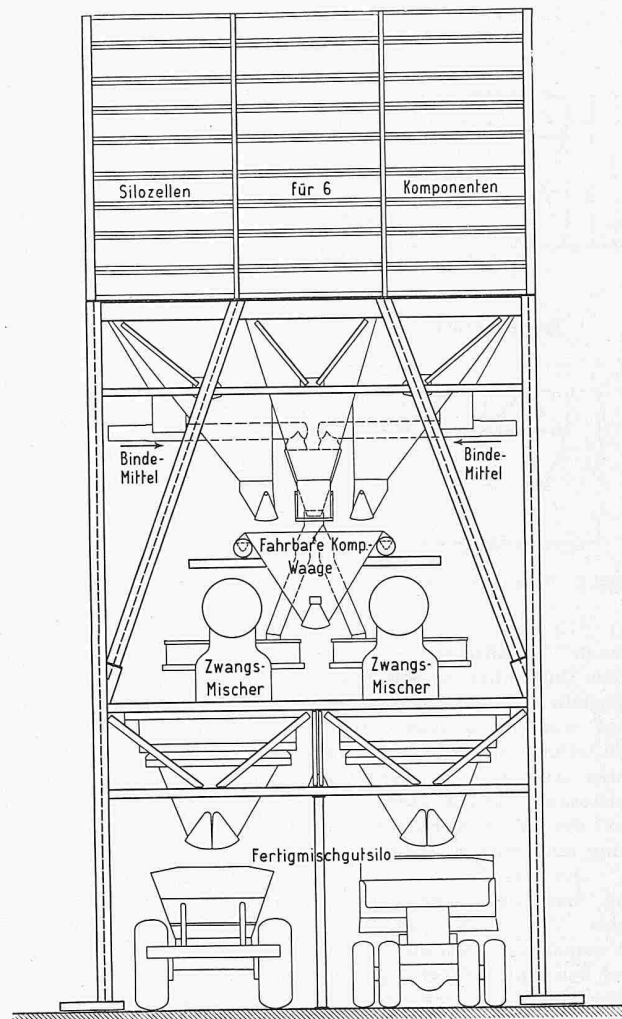 Silozellen für 6 Komponenten
Binde-
Mittel
Binde-
Mittel
Fahrbare Komp.-
Waage
Zwangs-
Mischer
Zwangs-
Mischer
Fertigmischgutsilo